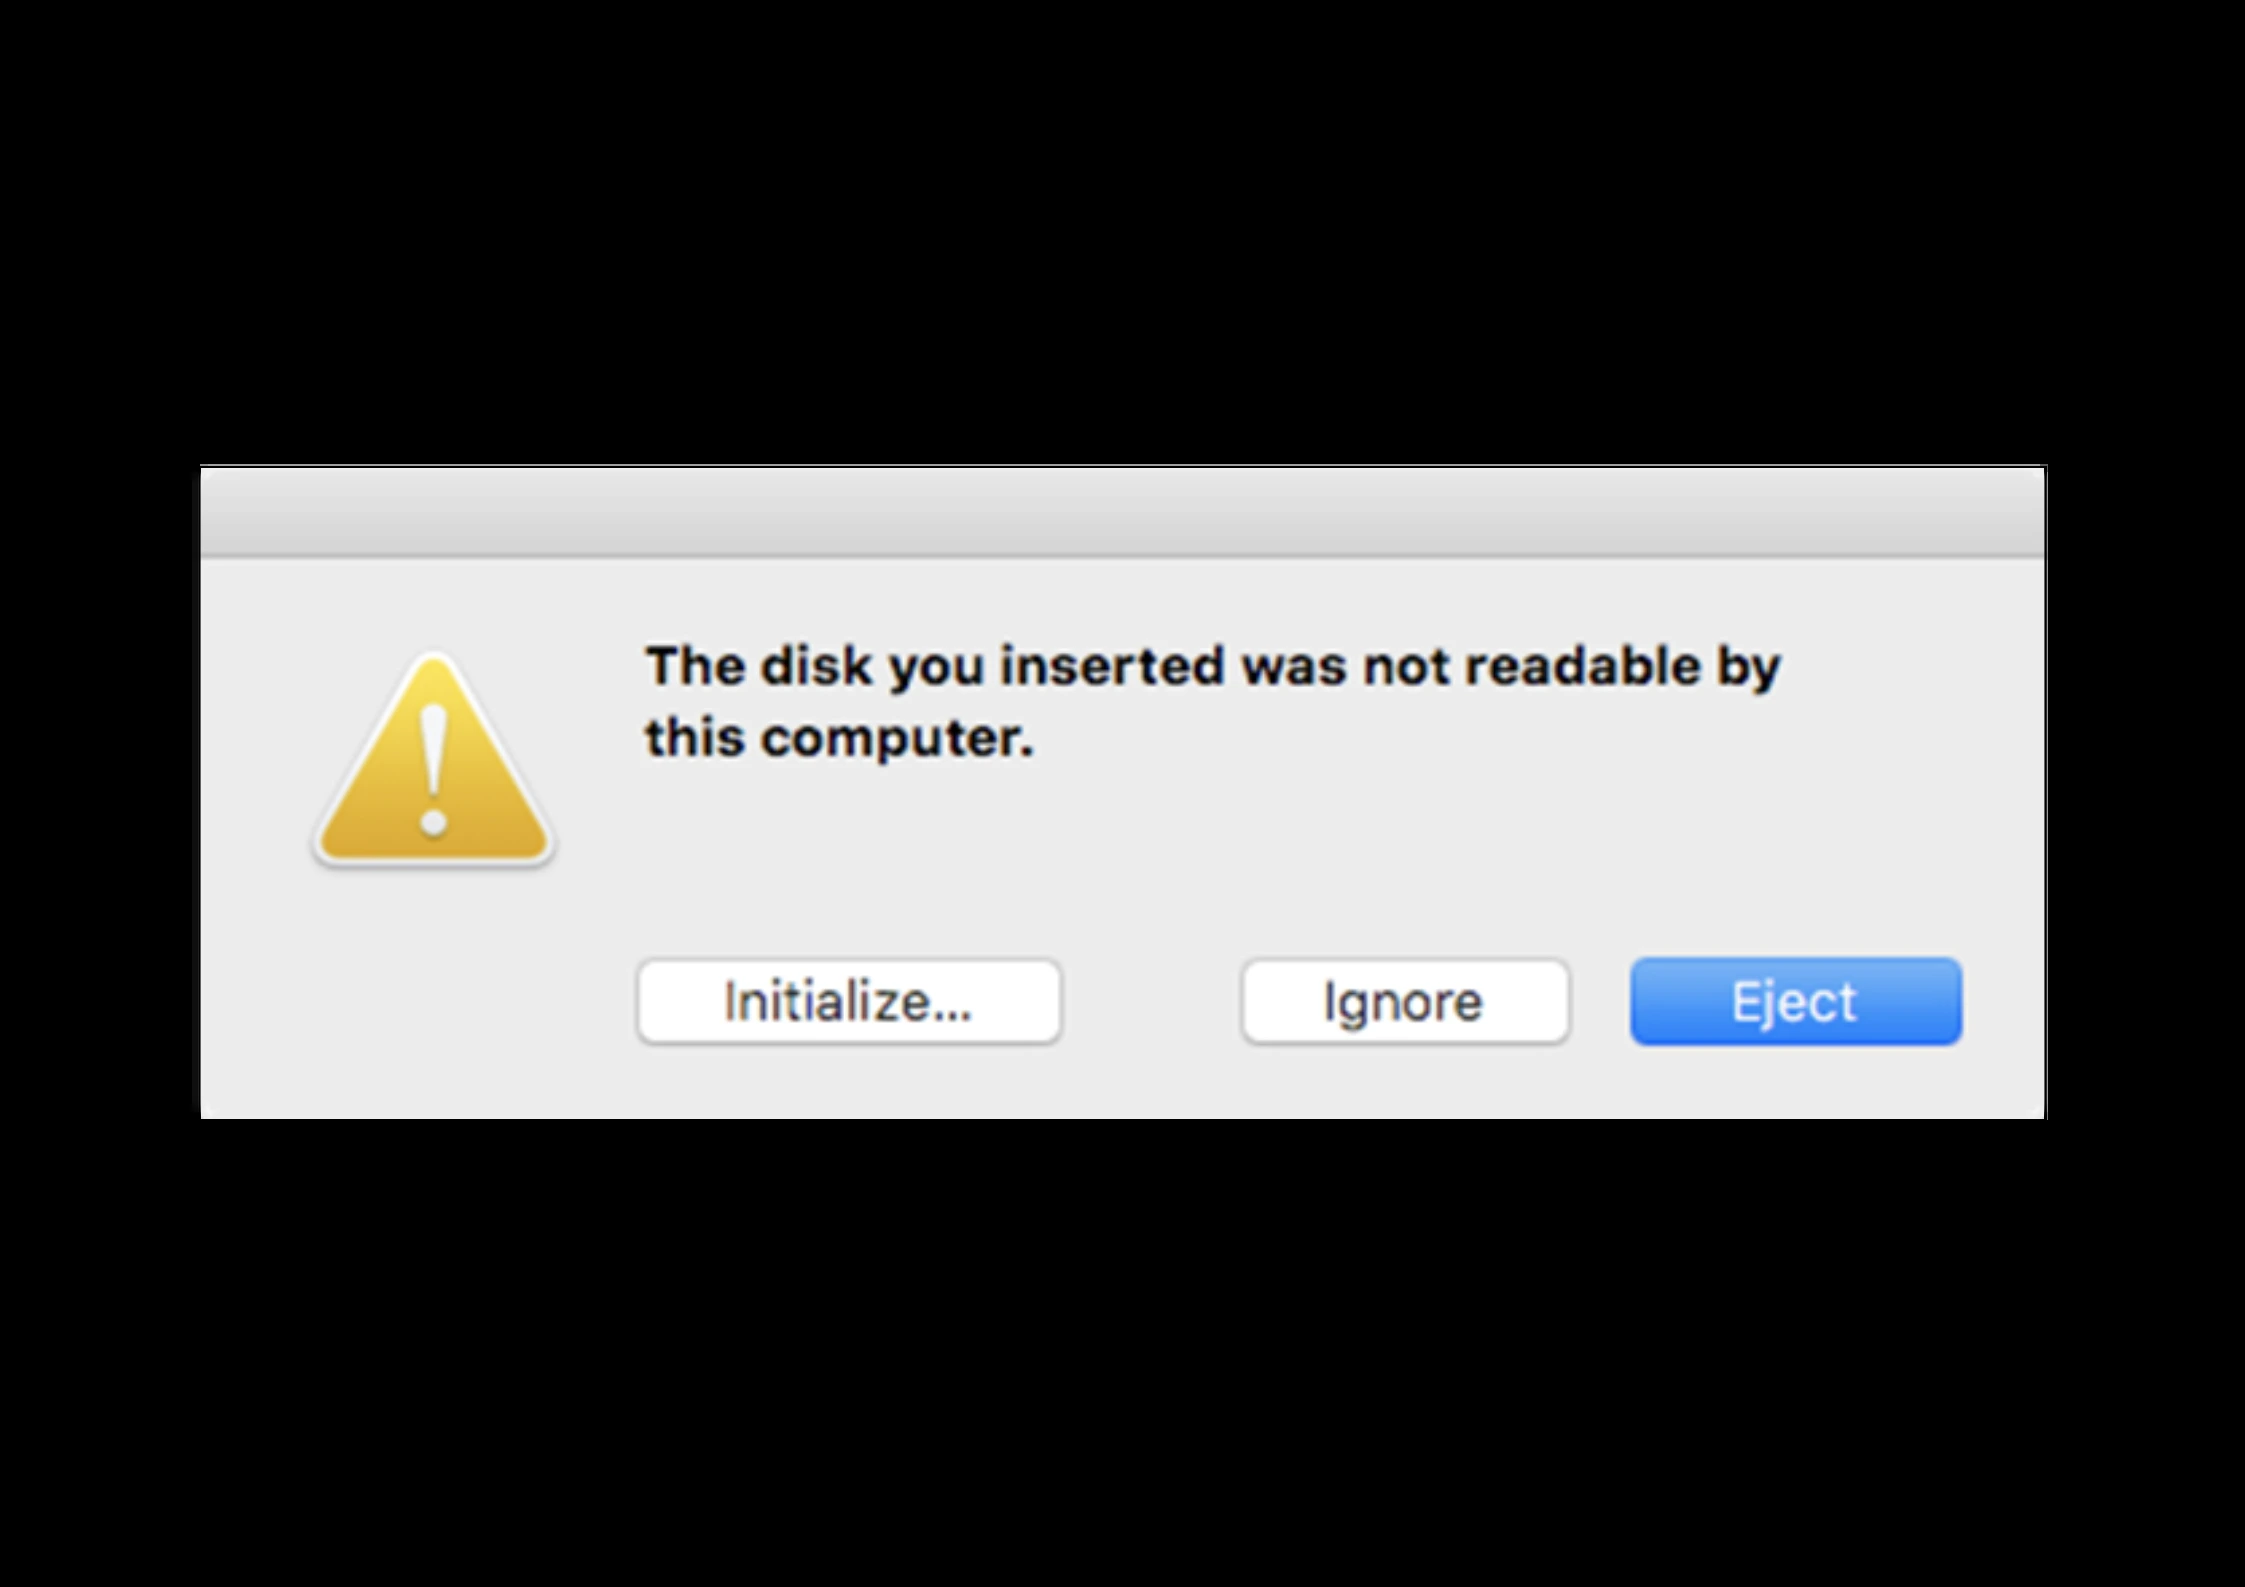 The disk you inserted was not readable by
this computer.
Initialize... Ignore Eject